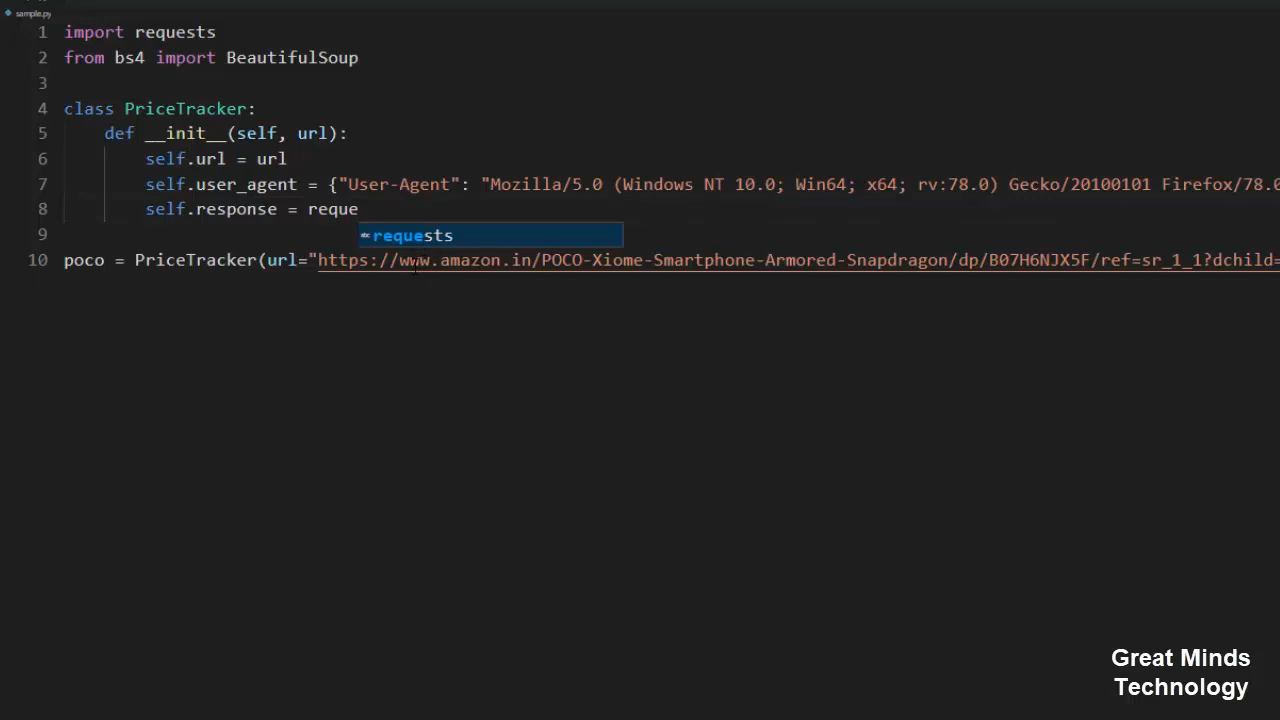 sample.py
1 import requests
2 from bs4 import BeautifulSoup
3
4 class PriceTracker:
5 def __init__(self, url):
6 self.url = url
7 self.user_agent = {"User-Agent": "Mozilla/5.0 (Windows NT 10.0; Win64; x64; rv:78.0) Gecko/20100101 Firefox/78.0
8 self.response = reque
requests
9
10 poco = PriceTracker(url="https://www.amazon.in/POCO-Xiome-Smartphone-Armored-Snapdragon/dp/B07H6NJX5F/ref=sr_1_1?dchild=
Great Minds
Technology